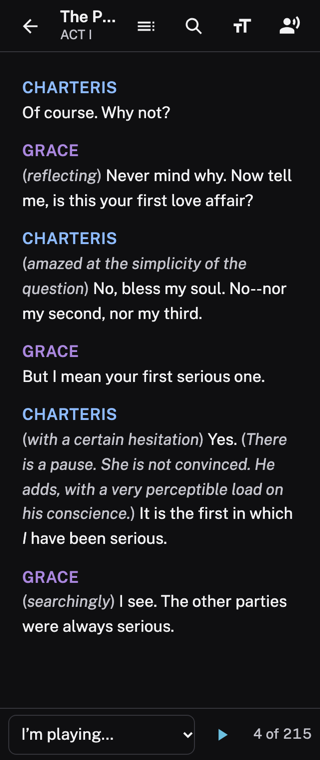 The P...
ACT I
CHARTERIS
Of course. Why not?
GRACE
(reflecting) Never mind why. Now tell
me, is this your first love affair?
CHARTERIS
(amazed at the simplicity of the
question) No, bless my soul. No--nor
my second, nor my third.
GRACE
But I mean your first serious one.
CHARTERIS
(with a certain hesitation) Yes. (There
is a pause. She is not convinced. He
adds, with a very perceptible load on
his conscience.) It is the first in which
I have been serious.
GRACE
(searchingly) I see. The other parties
were always serious.
I'm playing...
4 of 215